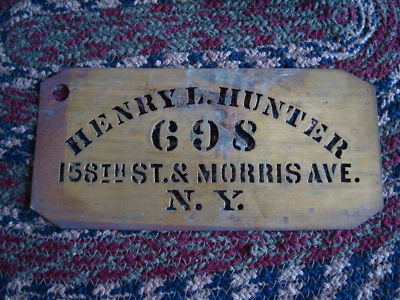 HENRY L. HUNTER
698
158TH ST. & MORRIS AVE.
N. Y.